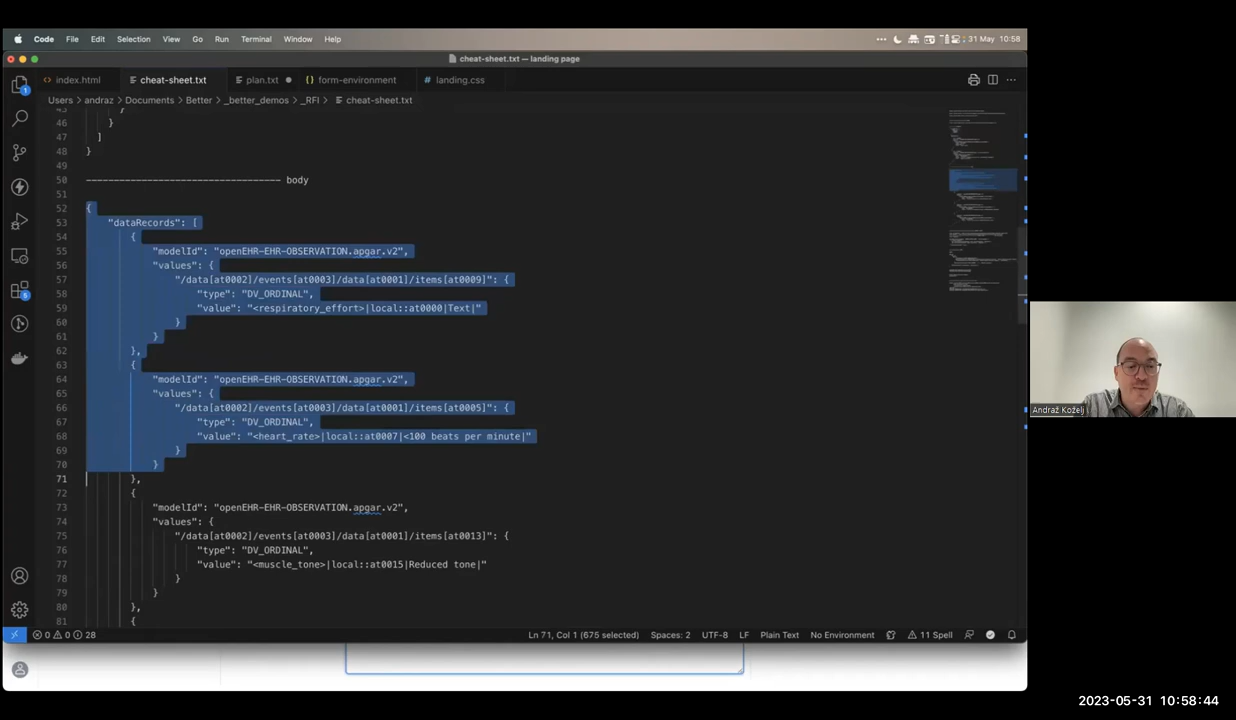 Code File Edit Selection View Go Run Terminal Window Help 31 May 10:58
cheat-sheet.txt — landing page
index.html cheat-sheet.txt plan.txt form-environment landing.css
Users > andraz > Documents > Better > _better_demos > _RFI > cheat-sheet.txt
45 }
46 }
47 ]
48 }
49
50 ----------------------------------- body
51
52 {
53 "dataRecords": [
54 {
55 "modelId": "openEHR-EHR-OBSERVATION.apgar.v2",
56 "values": {
57 "/data[at0002]/events[at0003]/data[at0001]/items[at0009]": {
58 "type": "DV_ORDINAL",
59 "value": "<respiratory_effort>|local::at0000|Text|"
60 }
61 }
62 },
63 {
64 "modelId": "openEHR-EHR-OBSERVATION.apgar.v2",
65 "values": {
66 "/data[at0002]/events[at0003]/data[at0001]/items[at0005]": {
67 "type": "DV_ORDINAL",
68 "value": "<heart_rate>|local::at0007|<100 beats per minute|"
69 }
70 }
71 },
72 {
73 "modelId": "openEHR-EHR-OBSERVATION.apgar.v2",
74 "values": {
75 "/data[at0002]/events[at0003]/data[at0001]/items[at0013]": {
76 "type": "DV_ORDINAL",
77 "value": "<muscle_tone>|local::at0015|Reduced tone|"
78 }
79 }
80 },
81 {
1
5
Andraž Koželj
0 0 28 Ln 71, Col 1 (675 selected) Spaces: 2 UTF-8 LF Plain Text No Environment 11 Spell
2023-05-31 10:58:44